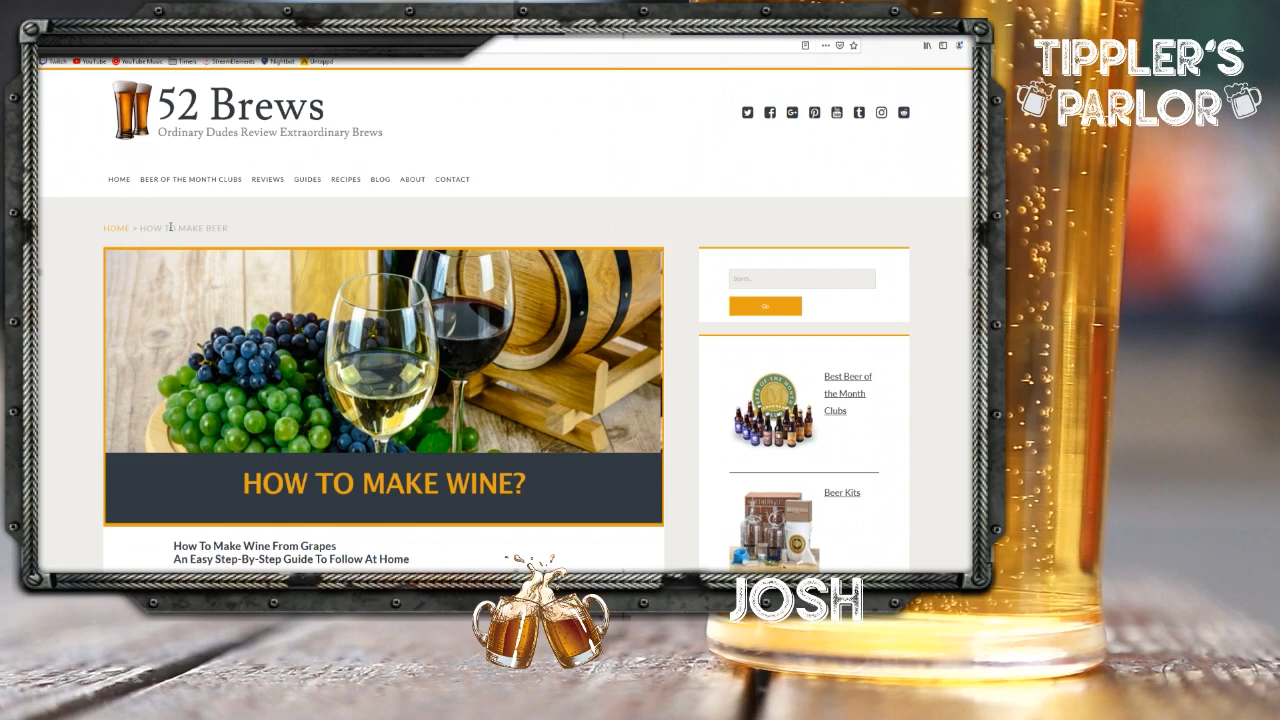 TIPPLER'S
PARLOR
Twitch YouTube YouTube Music Timers StreamElements Nightbot Untappd
52 Brews
Ordinary Dudes Review Extraordinary Brews
HOME BEER OF THE MONTH CLUBS REVIEWS GUIDES RECIPES BLOG ABOUT CONTACT
HOME > HOW TO MAKE BEER
Search...
Go
HOW TO MAKE WINE?
How To Make Wine From Grapes
An Easy Step-By-Step Guide To Follow At Home
Best Beer of
the Month
Clubs
Beer Kits
JOSH